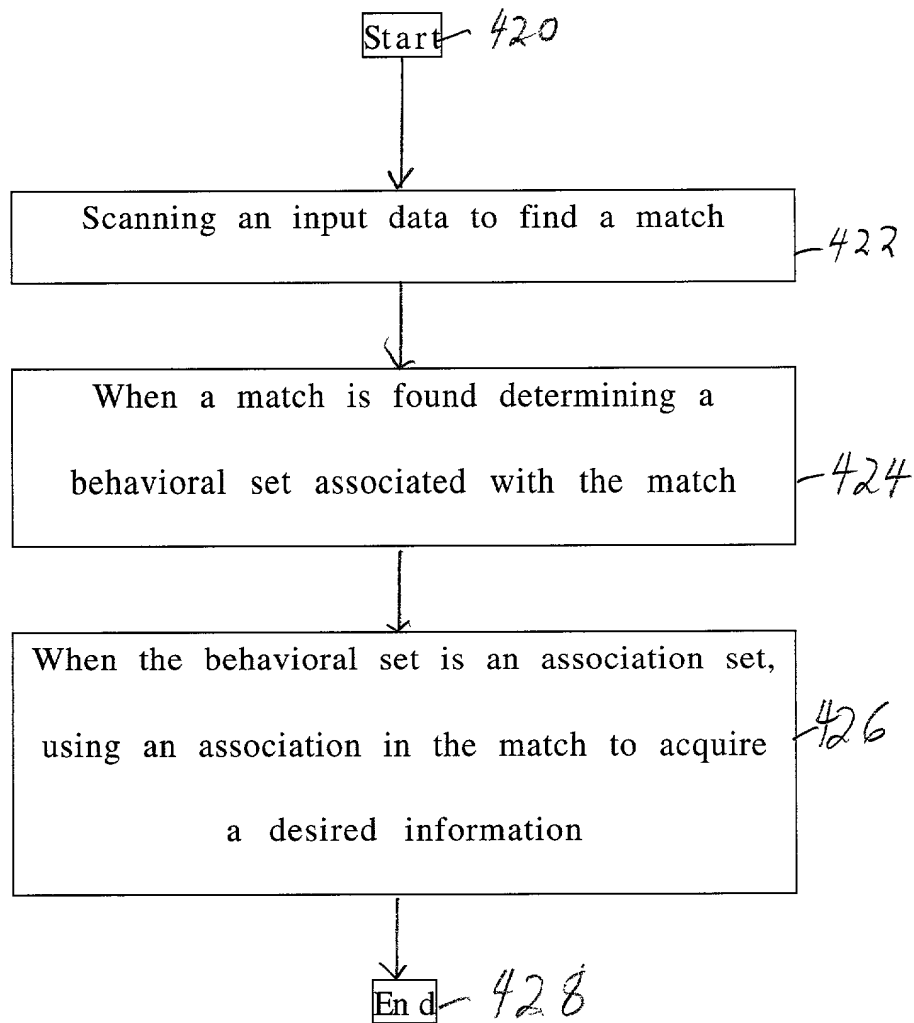 Start 420
Scanning an input data to find a match
422
When a match is found determining a
behavioral set associated with the match 424
When the behavioral set is an association set,
using an association in the match to acquire 426
a desired information
End 428